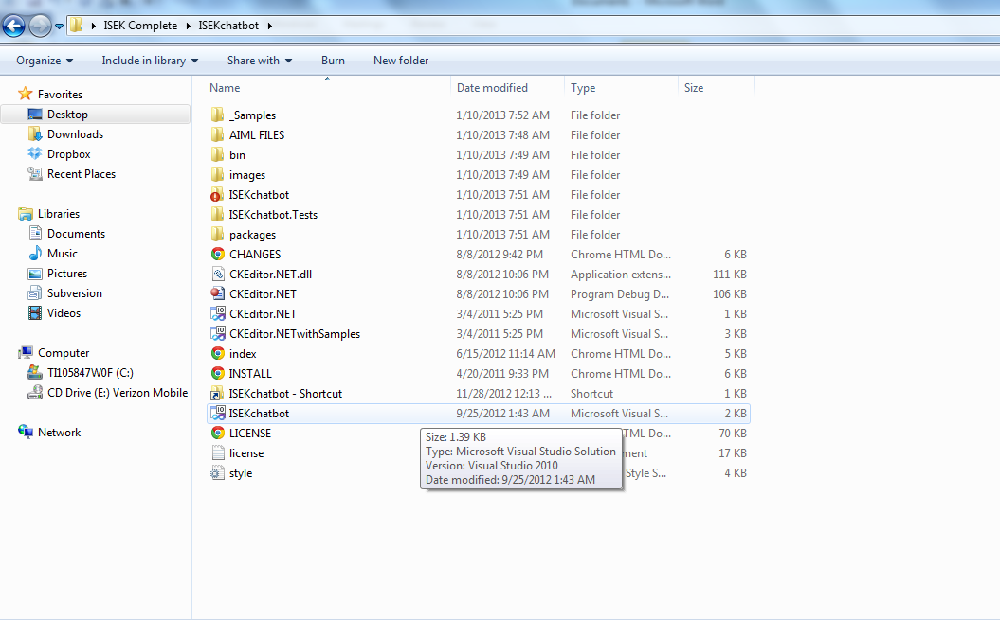 ISEK Complete ISEKchatbot
Organize Include in library Share with Burn New folder
Favorites
Desktop
Downloads
Dropbox
Recent Places
Libraries
Documents
Music
Pictures
Subversion
Videos
Computer
TI105847W0F (C:)
CD Drive (E:) Verizon Mobile
Network
Name Date modified Type Size
_Samples 1/10/2013 7:52 AM File folder
AIML FILES 1/10/2013 7:48 AM File folder
bin 1/10/2013 7:49 AM File folder
images 1/10/2013 7:49 AM File folder
ISEKchatbot 1/10/2013 7:51 AM File folder
ISEKchatbot.Tests 1/10/2013 7:51 AM File folder
packages 1/10/2013 7:51 AM File folder
CHANGES 8/8/2012 9:42 PM Chrome HTML Do... 6 KB
CKEditor.NET.dll 8/8/2012 10:06 PM Application extens... 111 KB
CKEditor.NET 8/8/2012 10:06 PM Program Debug D... 106 KB
CKEditor.NET 3/4/2011 5:25 PM Microsoft Visual S... 1 KB
CKEditor.NETwithSamples 3/4/2011 5:25 PM Microsoft Visual S... 3 KB
index 6/15/2012 11:14 AM Chrome HTML Do... 5 KB
INSTALL 4/20/2011 9:33 PM Chrome HTML Do... 6 KB
ISEKchatbot - Shortcut 11/28/2012 12:13 ... Shortcut 1 KB
ISEKchatbot 9/25/2012 1:43 AM Microsoft Visual S... 2 KB
LICENSE TML Do... 70 KB
license ment 17 KB
style Style S... 4 KB
Size: 1.39 KB
Type: Microsoft Visual Studio Solution
Version: Visual Studio 2010
Date modified: 9/25/2012 1:43 AM